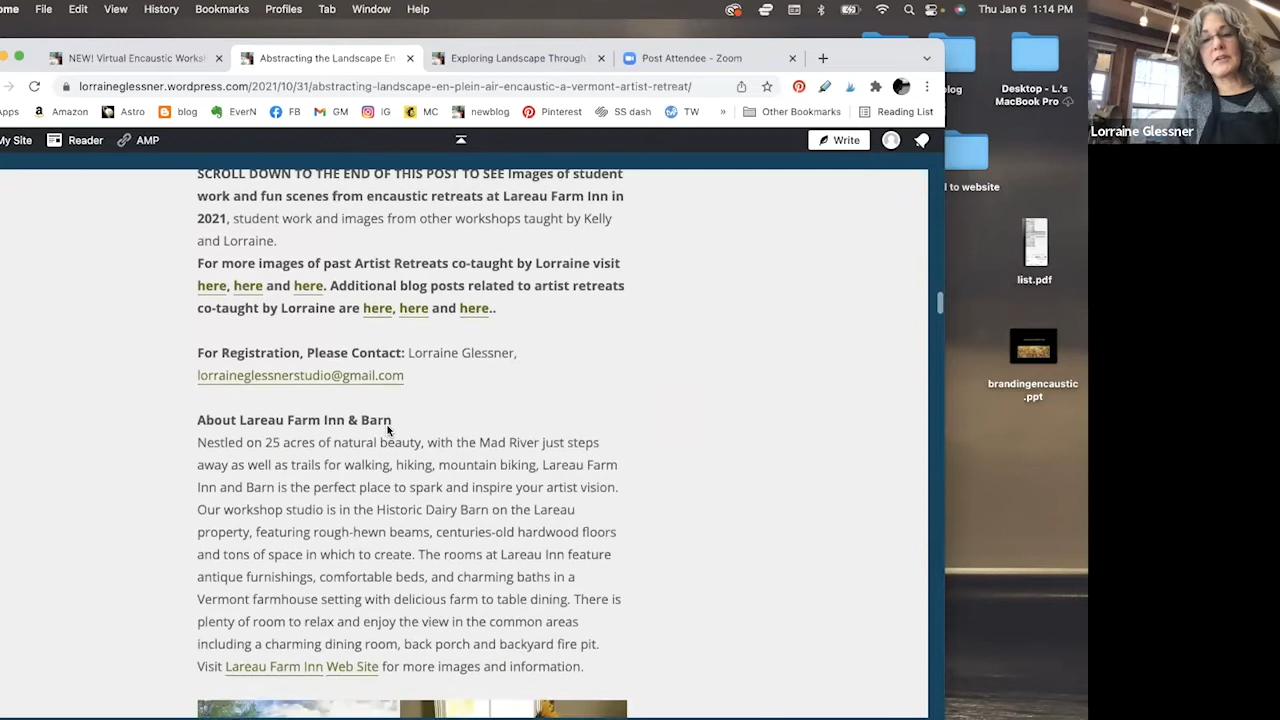 ome File Edit View History Bookmarks Profiles Tab Window Help Thu Jan 6 1:14 PM
NEW! Virtual Encaustic Works Abstracting the Landscape En Exploring Landscape Through Post Attendee - Zoom
lorraineglessner.wordpress.com/2021/10/31/abstracting-landscape-en-plein-air-encaustic-a-vermont-artist-retreat/
pps Amazon Astro blog EverN FB GM IG MC newblog Pinterest SS dash TW » Other Bookmarks Reading List
My Site Reader AMP Write
SCROLL DOWN TO THE END OF THIS POST TO SEE Images of student
work and fun scenes from encaustic retreats at Lareau Farm Inn in
2021, student work and images from other workshops taught by Kelly
and Lorraine.
For more images of past Artist Retreats co-taught by Lorraine visit
here, here and here. Additional blog posts related to artist retreats
co-taught by Lorraine are here, here and here..
For Registration, Please Contact: Lorraine Glessner,
lorraineglessnerstudio@gmail.com
About Lareau Farm Inn & Barn
Nestled on 25 acres of natural beauty, with the Mad River just steps
away as well as trails for walking, hiking, mountain biking, Lareau Farm
Inn and Barn is the perfect place to spark and inspire your artist vision.
Our workshop studio is in the Historic Dairy Barn on the Lareau
property, featuring rough-hewn beams, centuries-old hardwood floors
and tons of space in which to create. The rooms at Lareau Inn feature
antique furnishings, comfortable beds, and charming baths in a
Vermont farmhouse setting with delicious farm to table dining. There is
plenty of room to relax and enjoy the view in the common areas
including a charming dining room, back porch and backyard fire pit.
Visit Lareau Farm Inn Web Site for more images and information.
log
Desktop - L.'s
MacBook Pro
l to website
list.pdf
brandingencaustic
.ppt
Lorraine Glessner